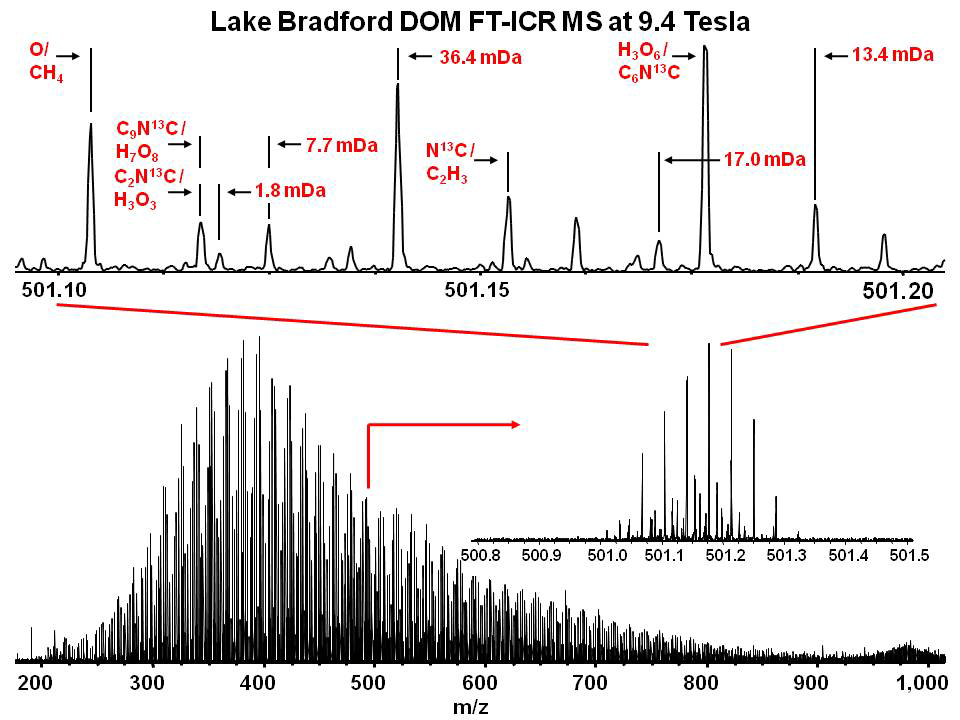 Lake Bradford DOM FT-ICR MS at 9.4 Tesla
O/
CH₄
36.4 mDa
H₃O₆/
C₆N¹³C
13.4 mDa
C₉N¹³C/
H₇O₈
7.7 mDa
N¹³C/
C₂H₃
17.0 mDa
C₂N¹³C/
H₃O₃
1.8 mDa
501.10 501.15 501.20
500.8 500.9 501.0 501.1 501.2 501.3 501.4 501.5
200 300 400 500 600 700 800 900 1,000
m/z